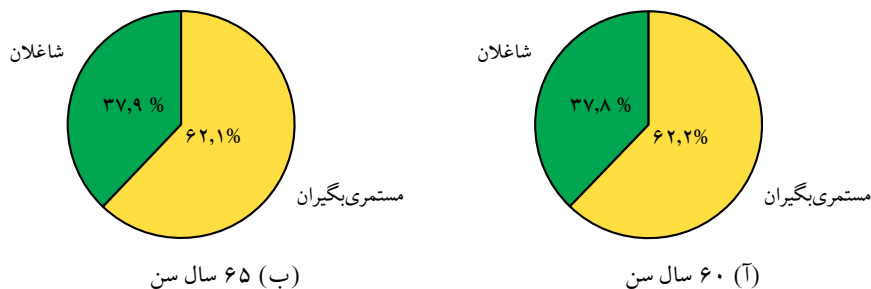 شاغلان
۳۷٫۸ %
۶۲٫۲%
مستمری‌بگیران
(آ) ۶۰ سال سن
شاغلان
۳۷٫۹ %
۶۲٫۱%
مستمری‌بگیران
(ب) ۶۵ سال سن